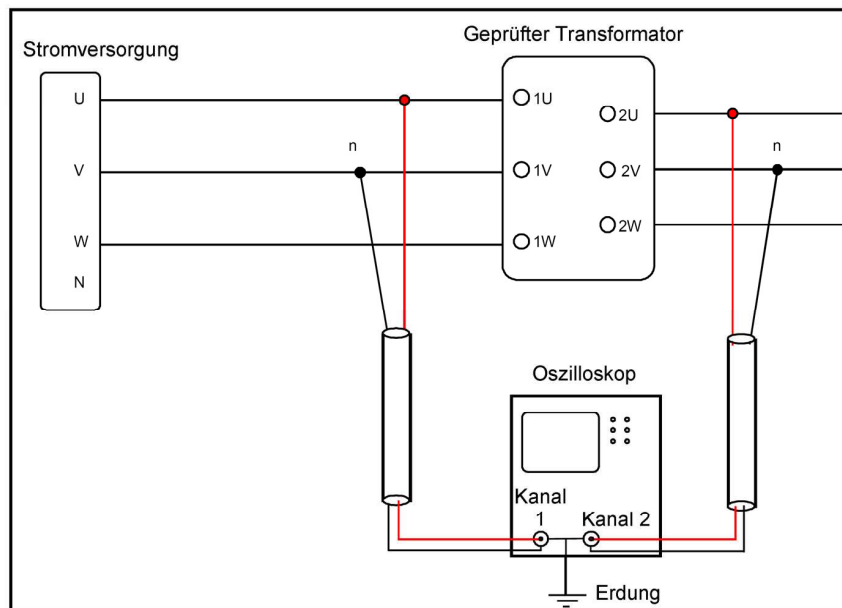 Geprüfter Transformator
Stromversorgung
U
V
W
N
n
1U
1V
1W
2U
2V
2W
n
Oszilloskop
Kanal
1
Kanal 2
Erdung